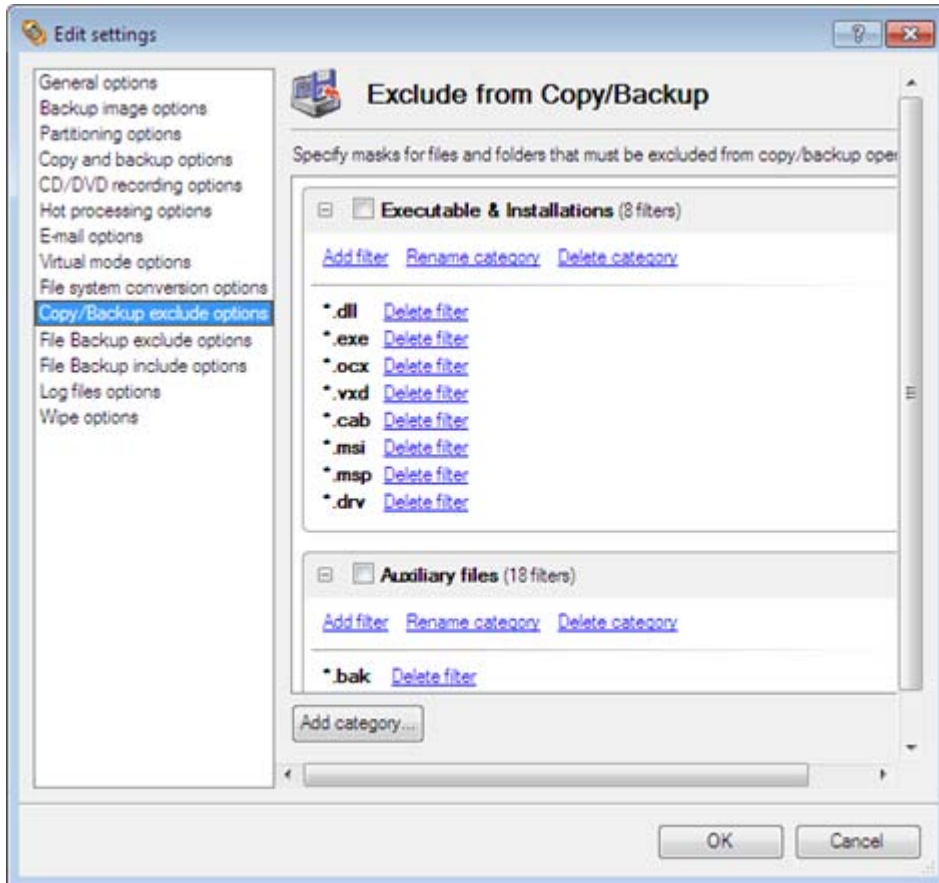 Edit settings
General options
Backup image options
Partitioning options
Copy and backup options
CD/DVD recording options
Hot processing options
E-mail options
Virtual mode options
File system conversion options
Copy/Backup exclude options
File Backup exclude options
File Backup include options
Log files options
Wipe options
Exclude from Copy/Backup
Specify masks for files and folders that must be excluded from copy/backup oper
Executable & Installations (8 filters)
Add filter Rename category Delete category
*.dll Delete filter
*.exe Delete filter
*.ocx Delete filter
*.vxd Delete filter
*.cab Delete filter
*.msi Delete filter
*.msp Delete filter
*.drv Delete filter
Auxiliary files (18 filters)
Add filter Rename category Delete category
*.bak Delete filter
Add category...
OK Cancel